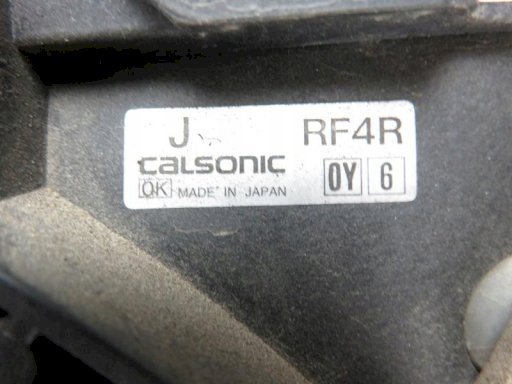 J RF4R
calsonic 0Y 6
OK MADE IN JAPAN